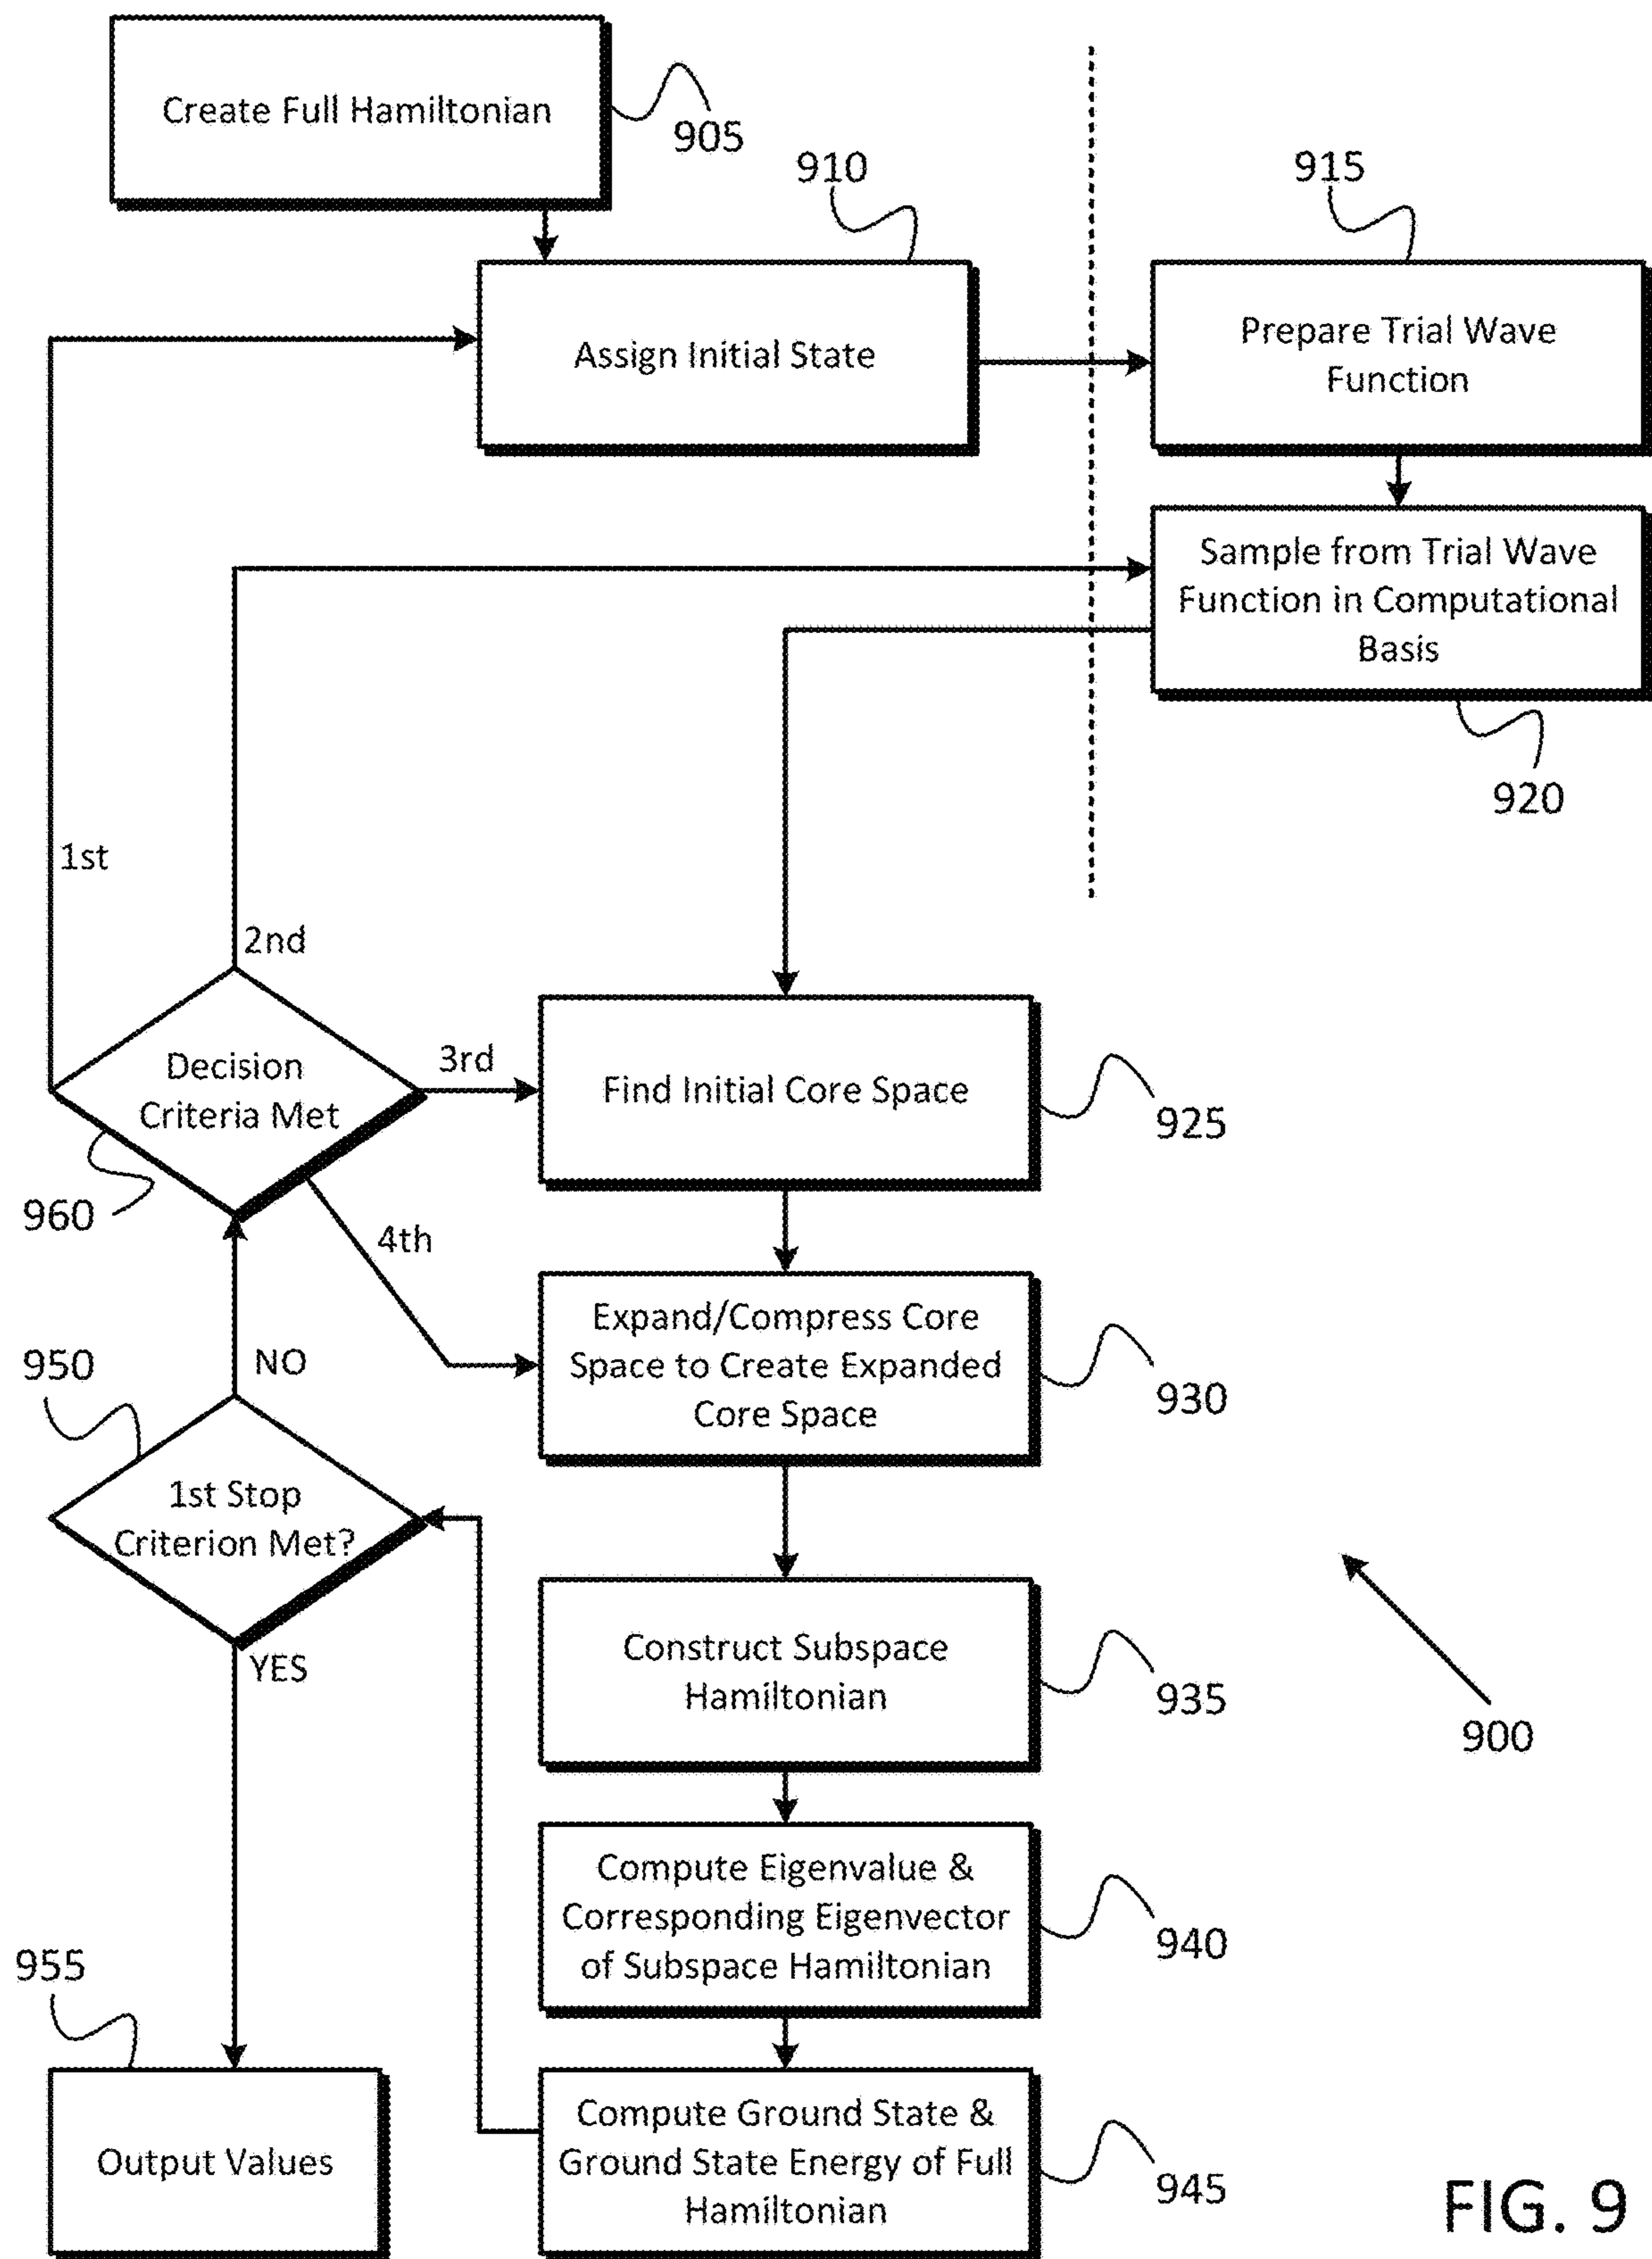 Create Full Hamiltonian
905
910
915
Assign Initial State
Prepare Trial Wave
Function
Sample from Trial Wave
Function in Computational
Basis
920
1st
2nd
Decision
Criteria Met
3rd
Find Initial Core Space
925
960
4th
Expand/Compress Core
Space to Create Expanded
Core Space
930
950
NO
1st Stop
Criterion Met?
YES
Construct Subspace
Hamiltonian
935
900
Compute Eigenvalue &
Corresponding Eigenvector
of Subspace Hamiltonian
940
955
Output Values
Compute Ground State &
Ground State Energy of Full
Hamiltonian
945
FIG. 9